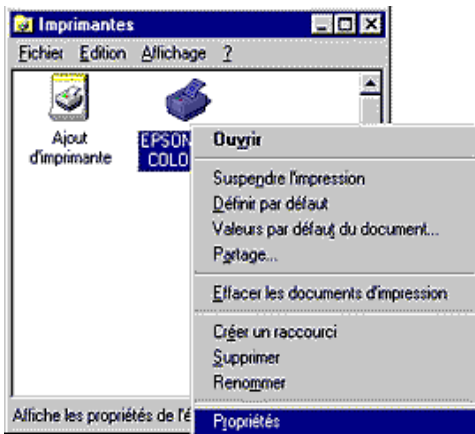 Imprimantes
Fichier Edition Affichage ?
Ajout
d'imprimante
EPSON
COLO
Ouvrir
Suspendre l'impression
Définir par défaut
Valeurs par défaut du document...
Partage...
Effacer les documents d'impression
Créer un raccourci
Supprimer
Renommer
Propriétés
Affiche les propriétés de l'é